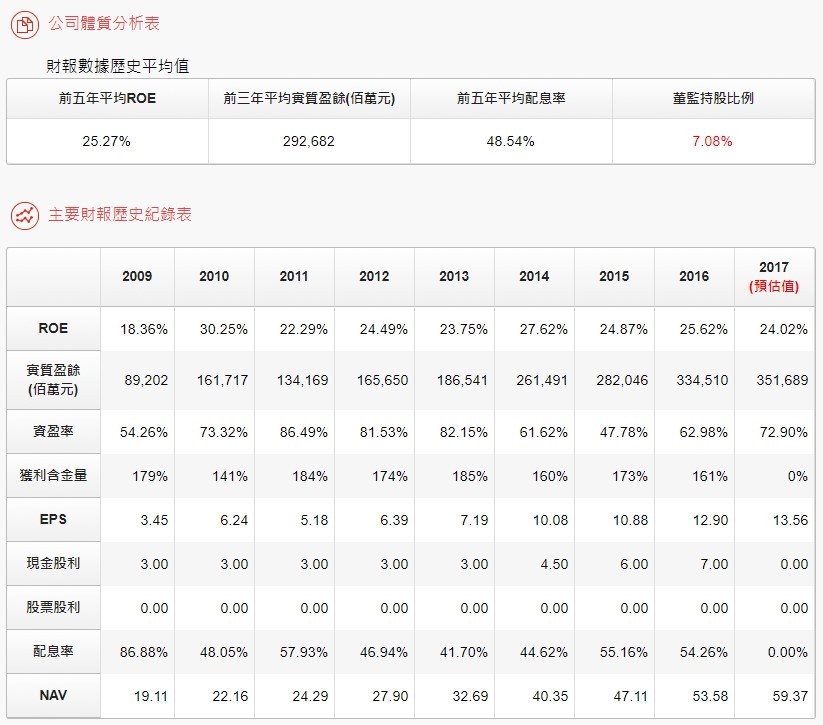 公司體質分析表
財報數據歷史平均值
前五年平均ROE 前三年平均實質盈餘(佰萬元) 前五年平均配息率 董監持股比例
25.27% 292,682 48.54% 7.08%
主要財報歷史紀錄表
2009 2010 2011 2012 2013 2014 2015 2016 2017
(預估值)
ROE 18.36% 30.25% 22.29% 24.49% 23.75% 27.62% 24.87% 25.62% 24.02%
實質盈餘
(佰萬元) 89,202 161,717 134,169 165,650 186,541 261,491 282,046 334,510 351,689
資盈率 54.26% 73.32% 86.49% 81.53% 82.15% 61.62% 47.78% 62.98% 72.90%
獲利含金量 179% 141% 184% 174% 185% 160% 173% 161% 0%
EPS 3.45 6.24 5.18 6.39 7.19 10.08 10.88 12.90 13.56
現金股利 3.00 3.00 3.00 3.00 3.00 4.50 6.00 7.00 0.00
股票股利 0.00 0.00 0.00 0.00 0.00 0.00 0.00 0.00 0.00
配息率 86.88% 48.05% 57.93% 46.94% 41.70% 44.62% 55.16% 54.26% 0.00%
NAV 19.11 22.16 24.29 27.90 32.69 40.35 47.11 53.58 59.37